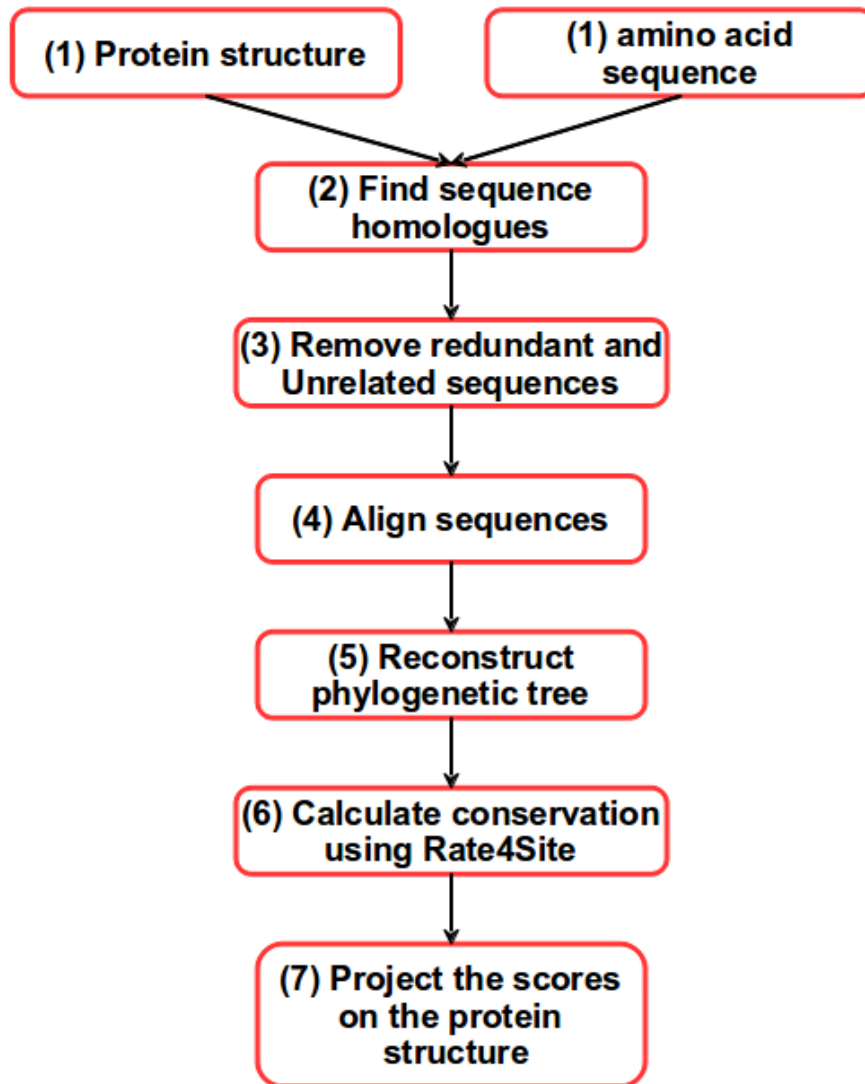 (1) Protein structure
(1) amino acid
sequence
(2) Find sequence
homologues
(3) Remove redundant and
Unrelated sequences
(4) Align sequences
(5) Reconstruct
phylogenetic tree
(6) Calculate conservation
using Rate4Site
(7) Project the scores
on the protein
structure